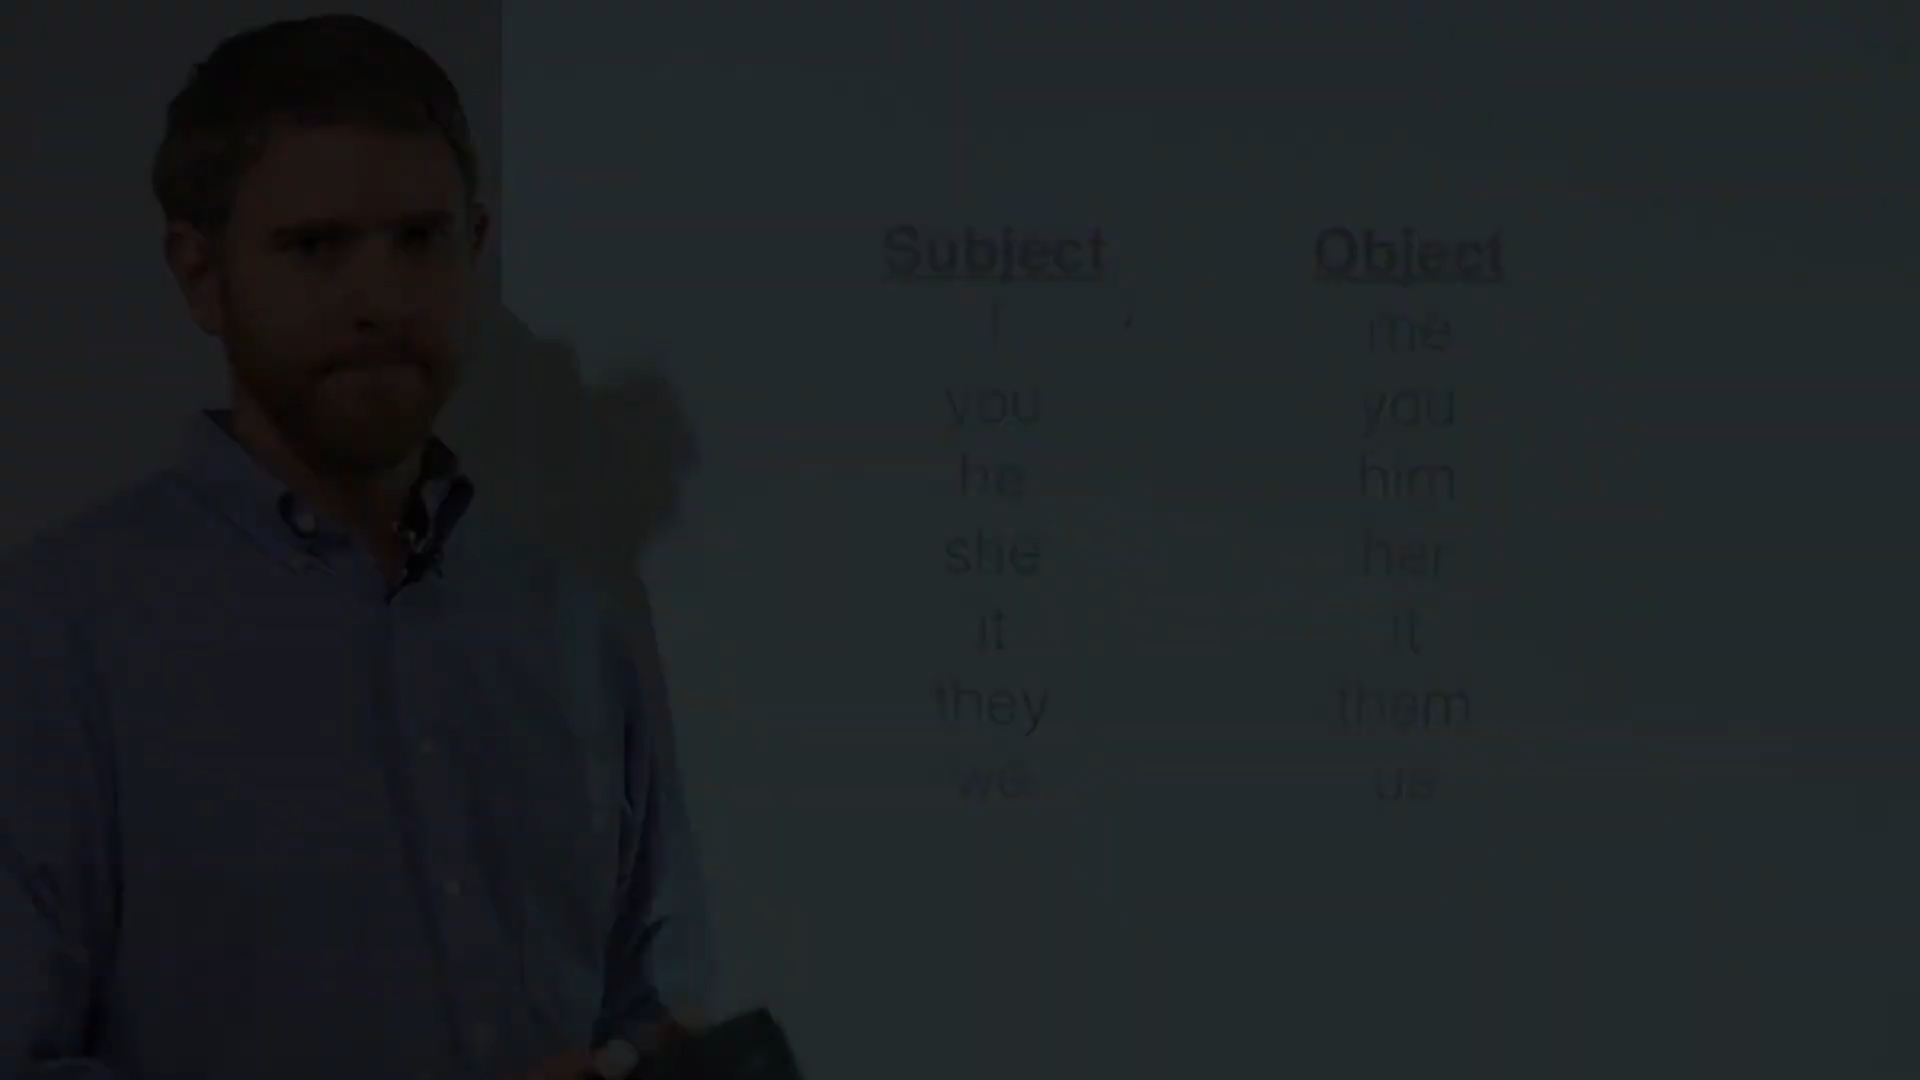 Subject Object
I me
you you
he him
she her
it it
they them
we us